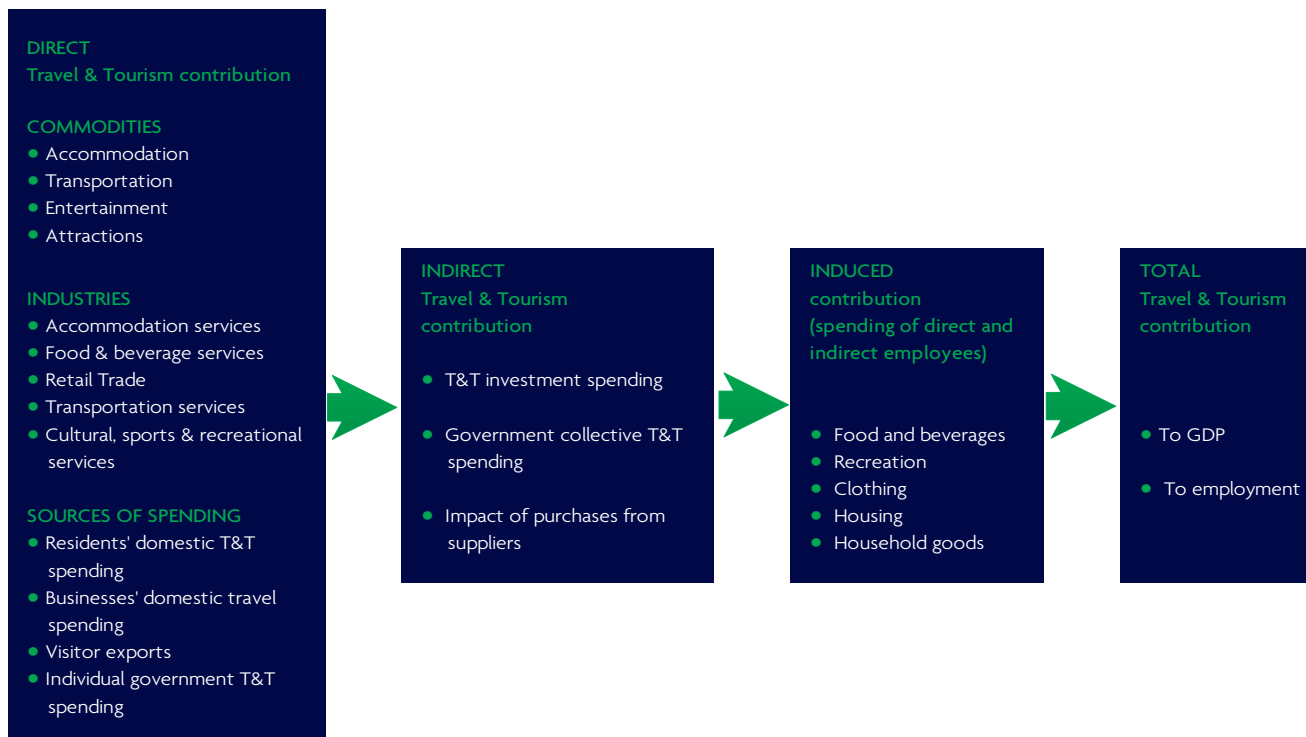 DIRECT
Travel & Tourism contribution
COMMODITIES
• Accommodation
• Transportation
• Entertainment
• Attractions
INDUSTRIES
• Accommodation services
• Food & beverage services
• Retail Trade
• Transportation services
• Cultural, sports & recreational
services
SOURCES OF SPENDING
• Residents' domestic T&T
spending
• Businesses' domestic travel
spending
• Visitor exports
• Individual government T&T
spending
INDIRECT
Travel & Tourism
contribution
• T&T investment spending
• Government collective T&T
spending
• Impact of purchases from
suppliers
INDUCED
contribution
(spending of direct and
indirect employees)
• Food and beverages
• Recreation
• Clothing
• Housing
• Household goods
TOTAL
Travel & Tourism
contribution
• To GDP
• To employment